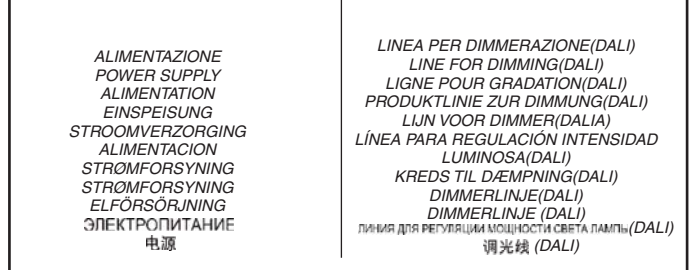 ALIMENTAZIONE
POWER SUPPLY
ALIMENTATION
EINSPEISUNG
STROOMVERZORGING
ALIMENTACION
STRØMFORSYNING
STRØMFORSYNING
ELFÖRSÖRJNING
ЭЛЕКТРОПИТАНИЕ
电源
LINEA PER DIMMERAZIONE(DALI)
LINE FOR DIMMING(DALI)
LIGNE POUR GRADATION(DALI)
PRODUKTLINIE ZUR DIMMUNG(DALI)
LIJN VOOR DIMMER(DALIA)
LÍNEA PARA REGULACIÓN INTENSIDAD
LUMINOSA(DALI)
KREDS TIL DÆMPNING(DALI)
DIMMERLINJE(DALI)
DIMMERLINJE (DALI)
ЛИНИЯ ДЛЯ РЕГУЛЯЦИИ МОЩНОСТИ СВЕТА ЛАМПЫ(DALI)
调光线 (DALI)